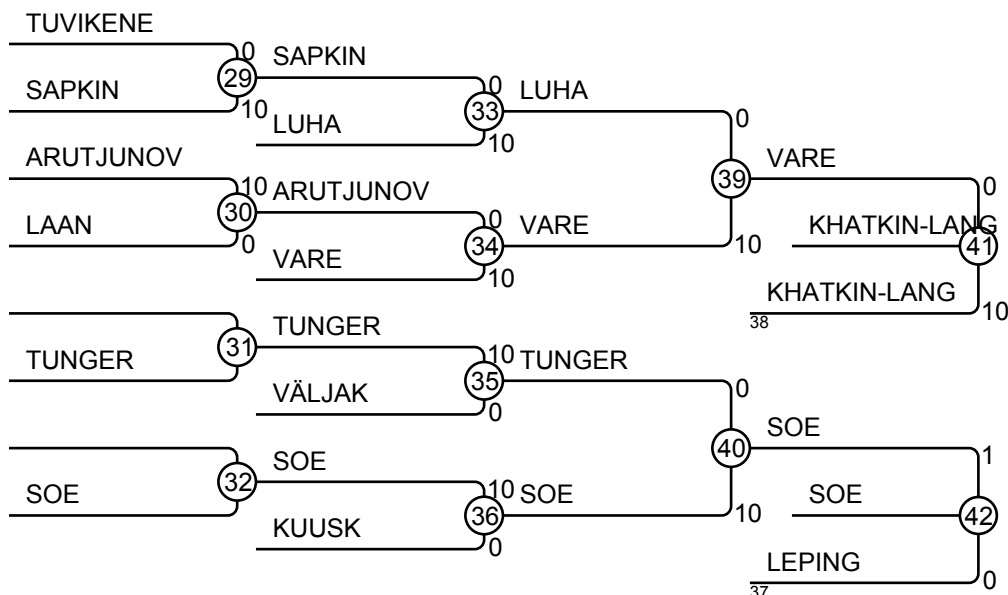 TUVIKENE
0
29
SAPKIN
0
SAPKIN
10
33
LUHA
0
LUHA
10
ARUTJUNOV
39
VARE
0
10
30
ARUTJUNOV
0
LAAN
0
34
VARE
10
KHATKIN-LANG
41
VARE
10
KHATKIN-LANG
10
38
31
TUNGER
10
TUNGER
35
TUNGER
0
VÄLJAK
0
40
SOE
1
32
SOE
10
SOE
36
SOE
10
SOE
42
KUUSK
0
LEPING
0
37